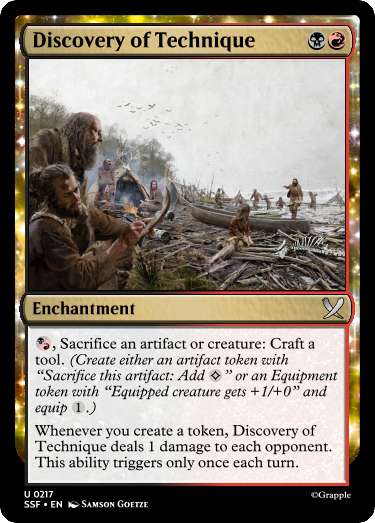 Discovery of Technique
Enchantment
, Sacrifice an artifact or creature: Craft a
tool. (Create either an artifact token with
“Sacrifice this artifact: Add ” or an Equipment
token with “Equipped creature gets +1/+0” and
equip 1.)
Whenever you create a token, Discovery of
Technique deals 1 damage to each opponent.
This ability triggers only once each turn.
U 0217
SSF • EN Samson Goetze
©Grapple